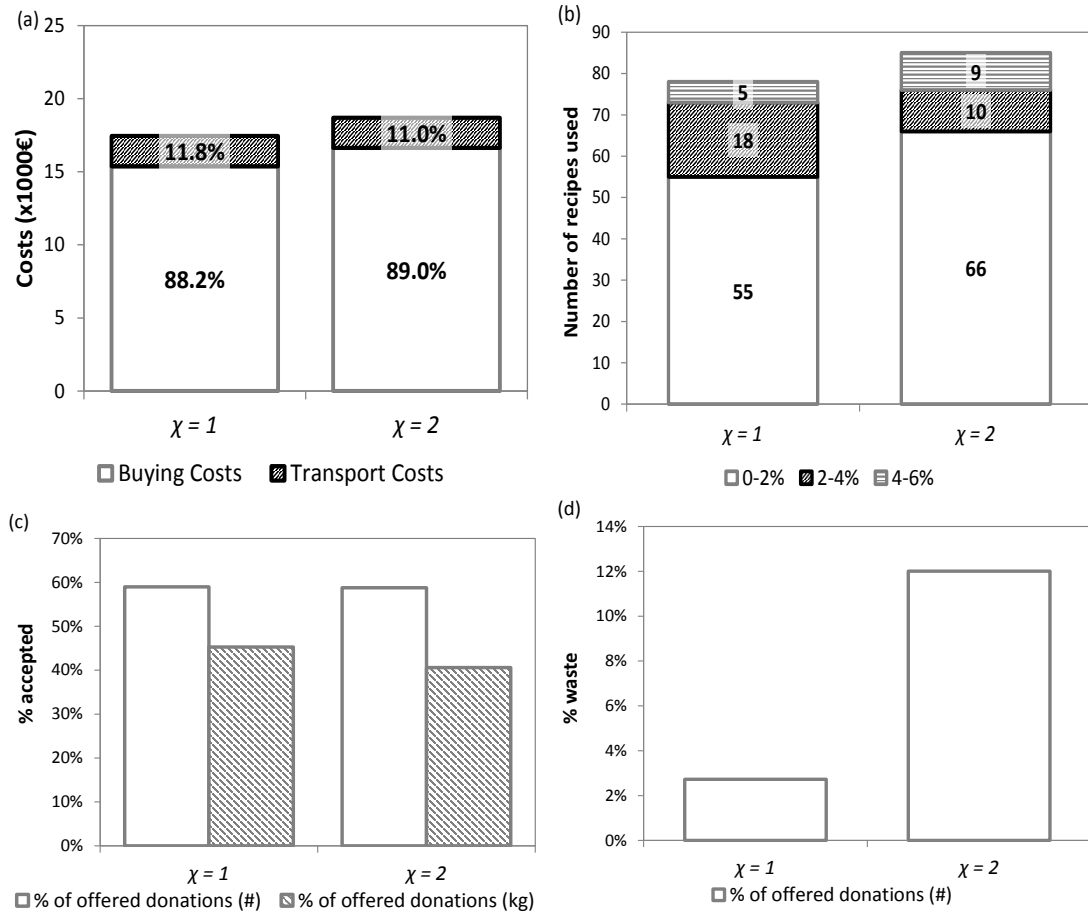 (a)
25
20
15
10
5
0
Costs (x1000€)
11.8%
11.0%
88.2%
89.0%
χ = 1
χ = 2
Buying Costs
Transport Costs
(b)
90
80
70
60
50
40
30
20
10
0
Number of recipes used
5
9
18
10
55
66
χ = 1
χ = 2
0-2%
2-4%
4-6%
(c)
70%
60%
50%
40%
30%
20%
10%
0%
% accepted
χ = 1
χ = 2
% of offered donations (#)
% of offered donations (kg)
(d)
14%
12%
10%
8%
6%
4%
2%
0%
% waste
χ = 1
χ = 2
% of offered donations (#)